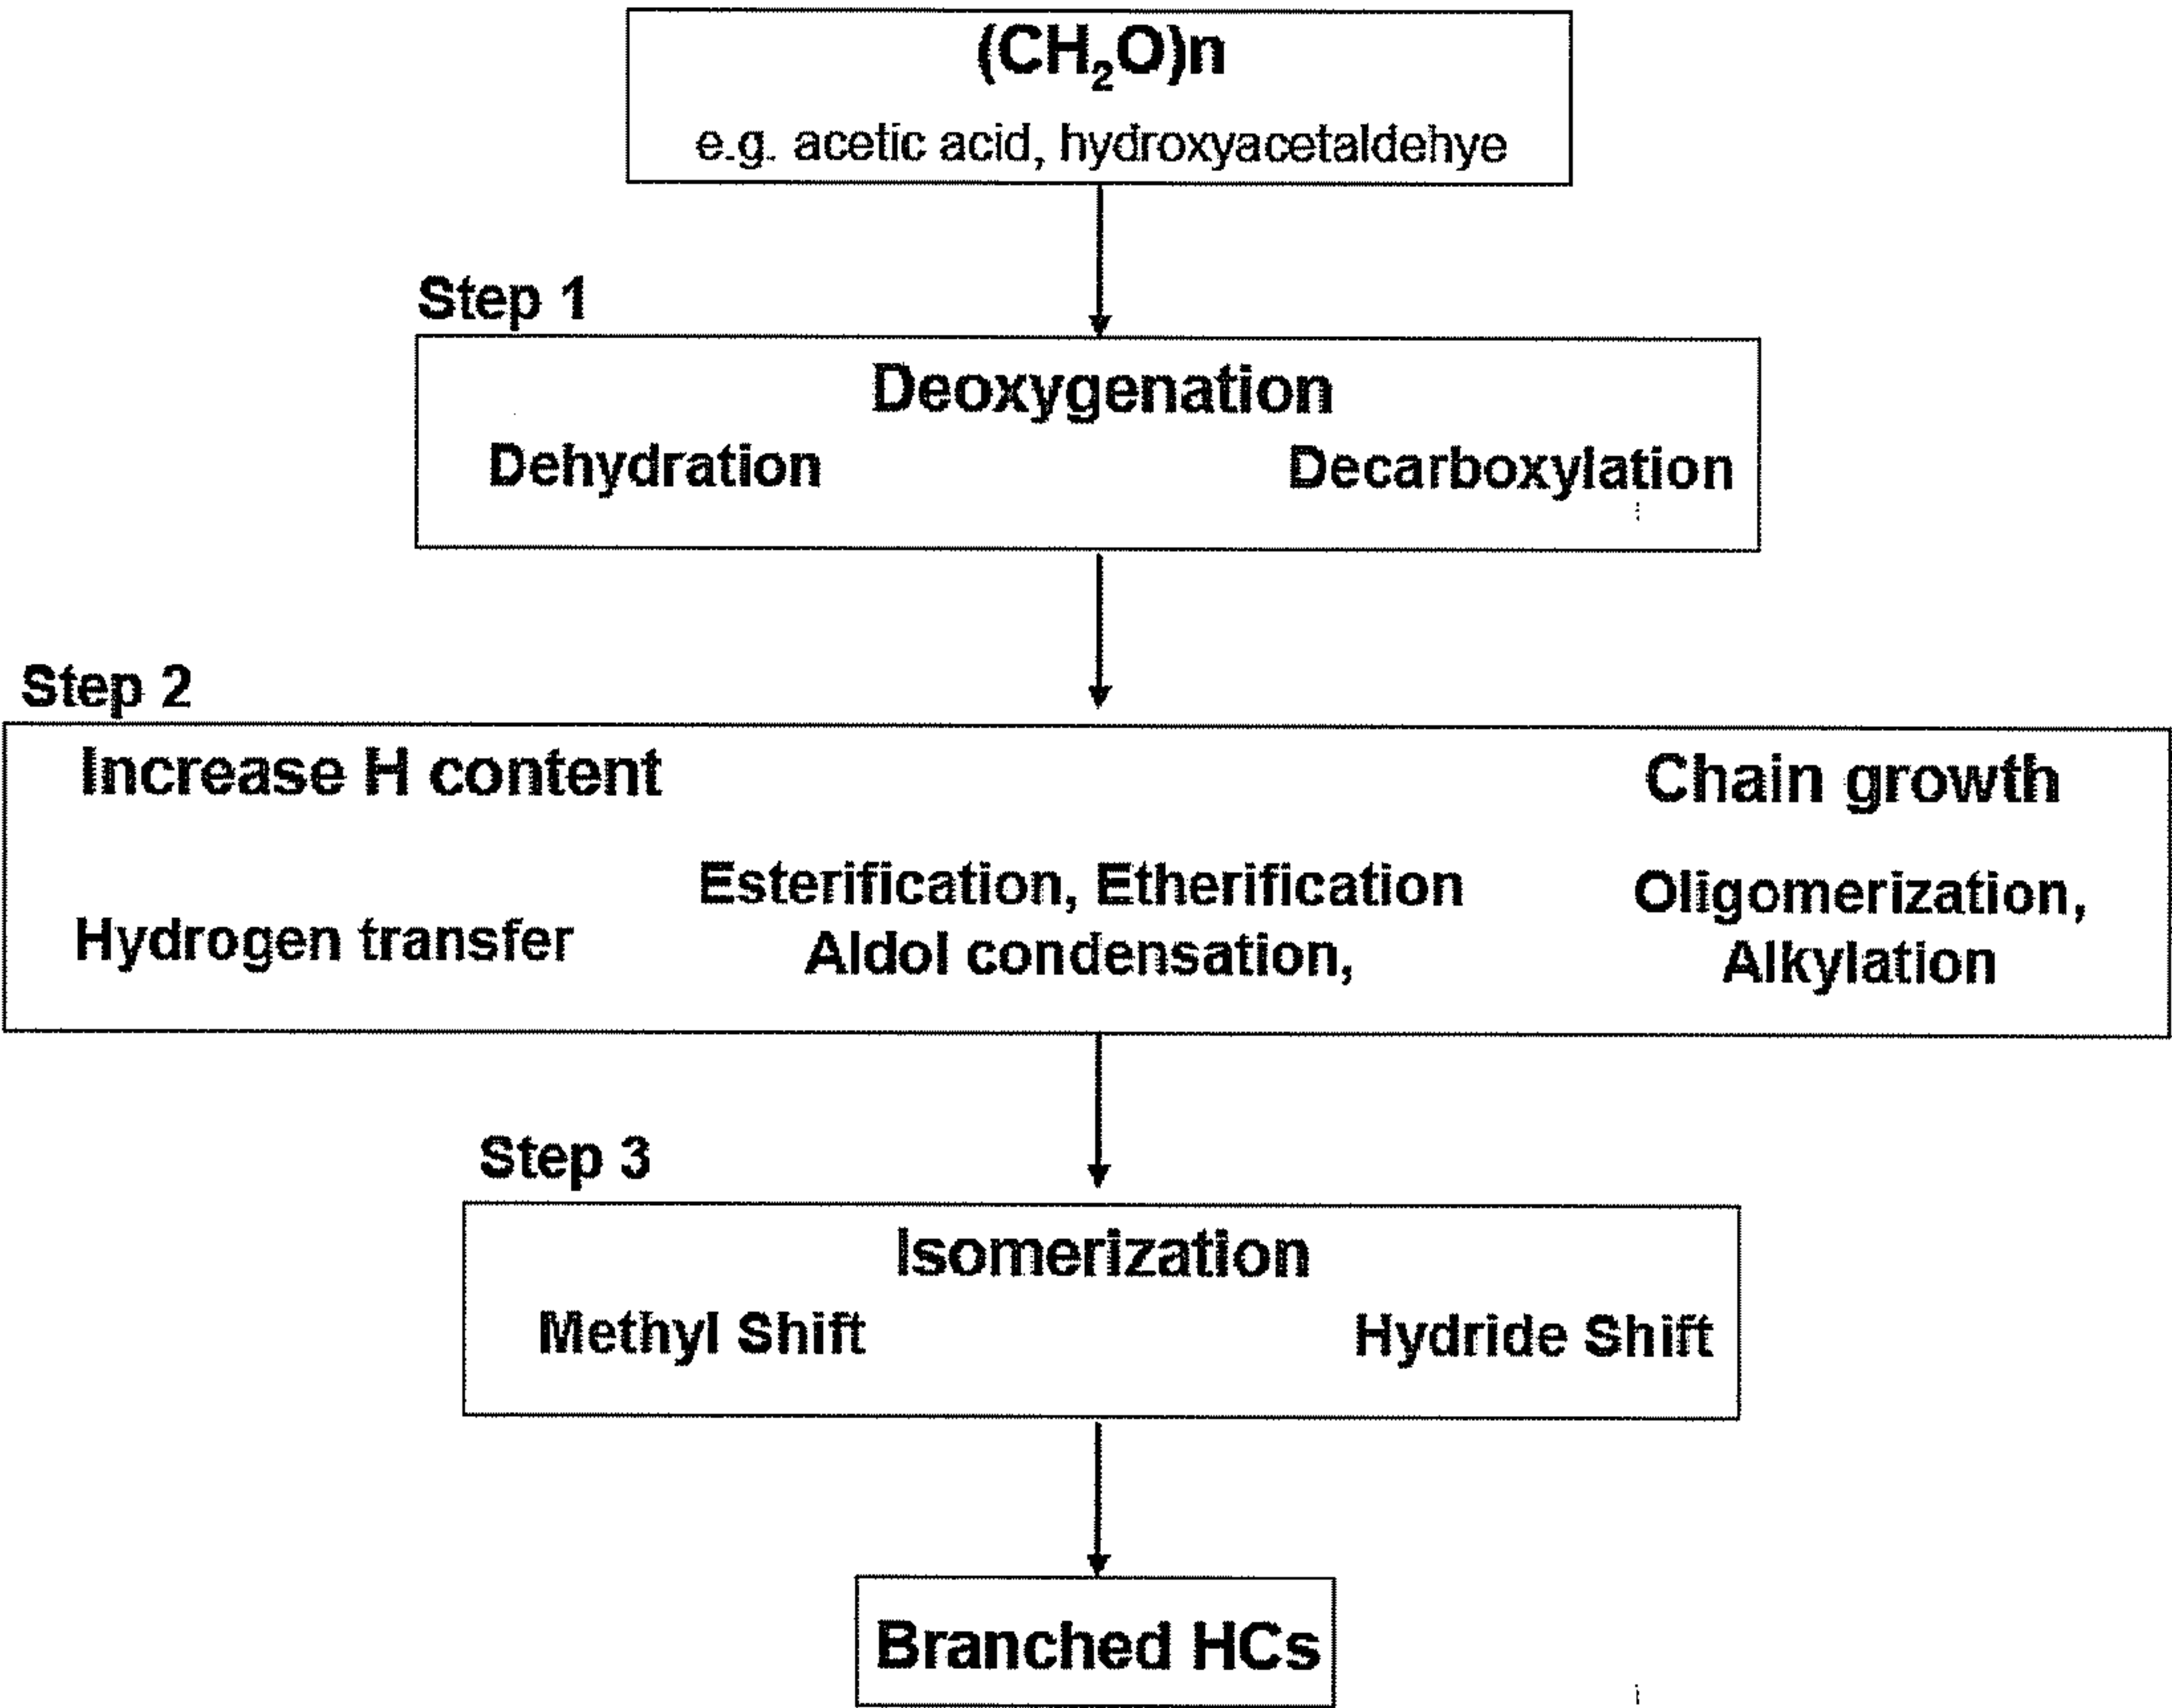 (CH₂O)n
e.g. acetic acid, hydroxyacetaldehye
Step 1
Deoxygenation
Dehydration Decarboxylation
Step 2
Increase H content Chain growth
Hydrogen transfer
Esterification, Etherification
Aldol condensation,
Oligomerization,
Alkylation
Step 3
Isomerization
Methyl Shift Hydride Shift
Branched HCs